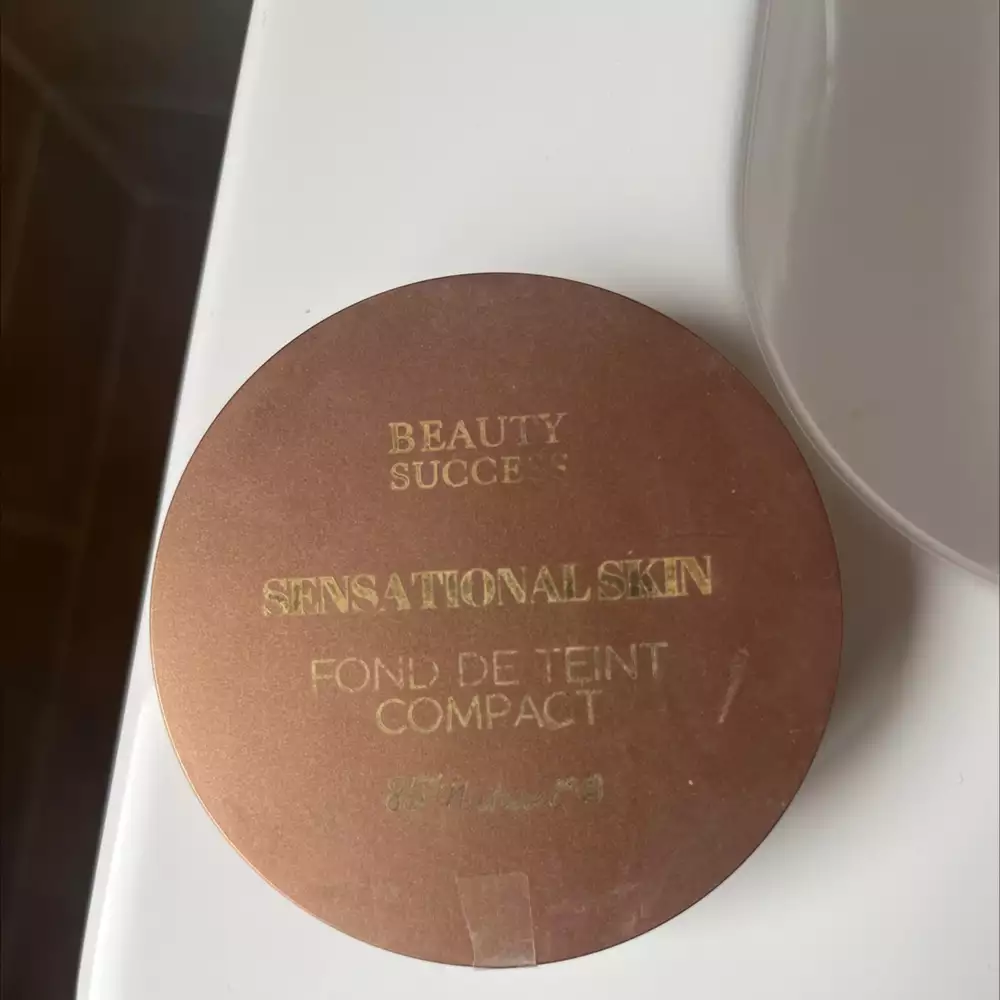 BEAUTY
SUCCESS
SENSATIONAL SKIN
FOND DE TEINT
COMPACT